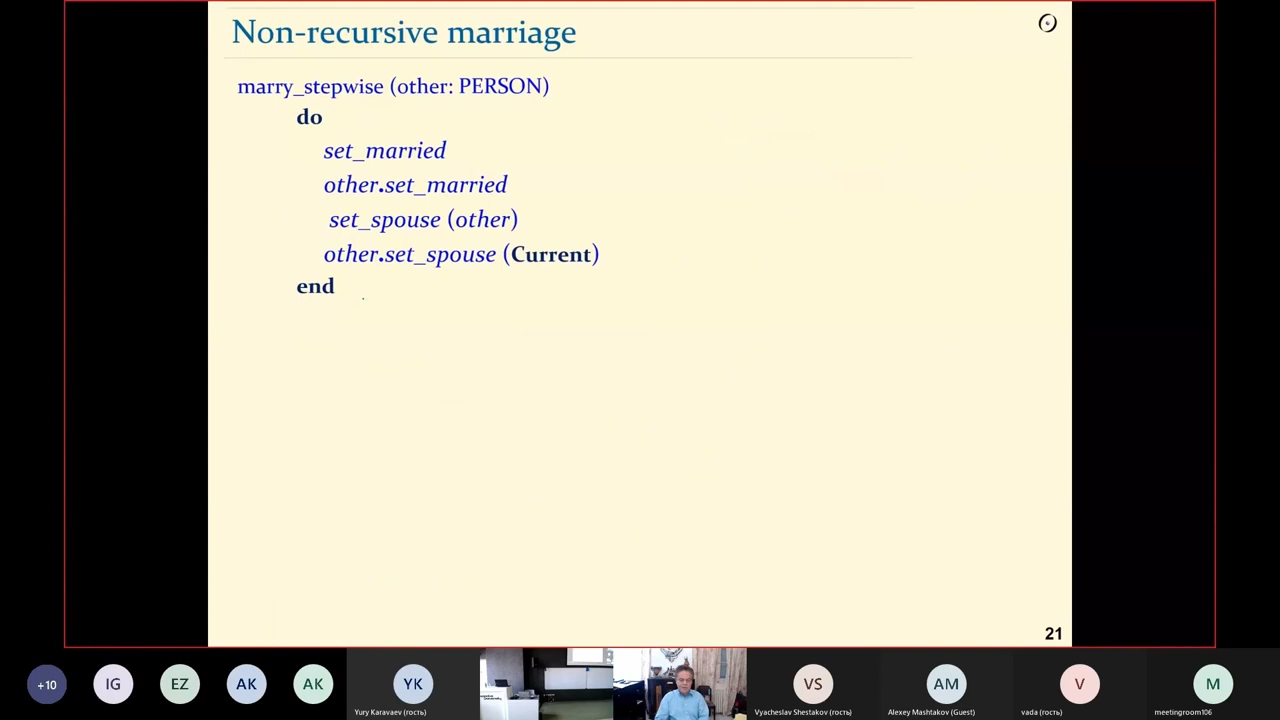 Non-recursive marriage
marry_stepwise (other: PERSON)
do
set_married
other.set_married
set_spouse (other)
other.set_spouse (Current)
end
21
+10
IG
EZ
AK
AK
YK
VS
AM
V
M
Yury Karavaev (гость)
Vyacheslav Shestakov (гость)
Alexey Mashtakov (Guest)
vada (гость)
meetingroom106